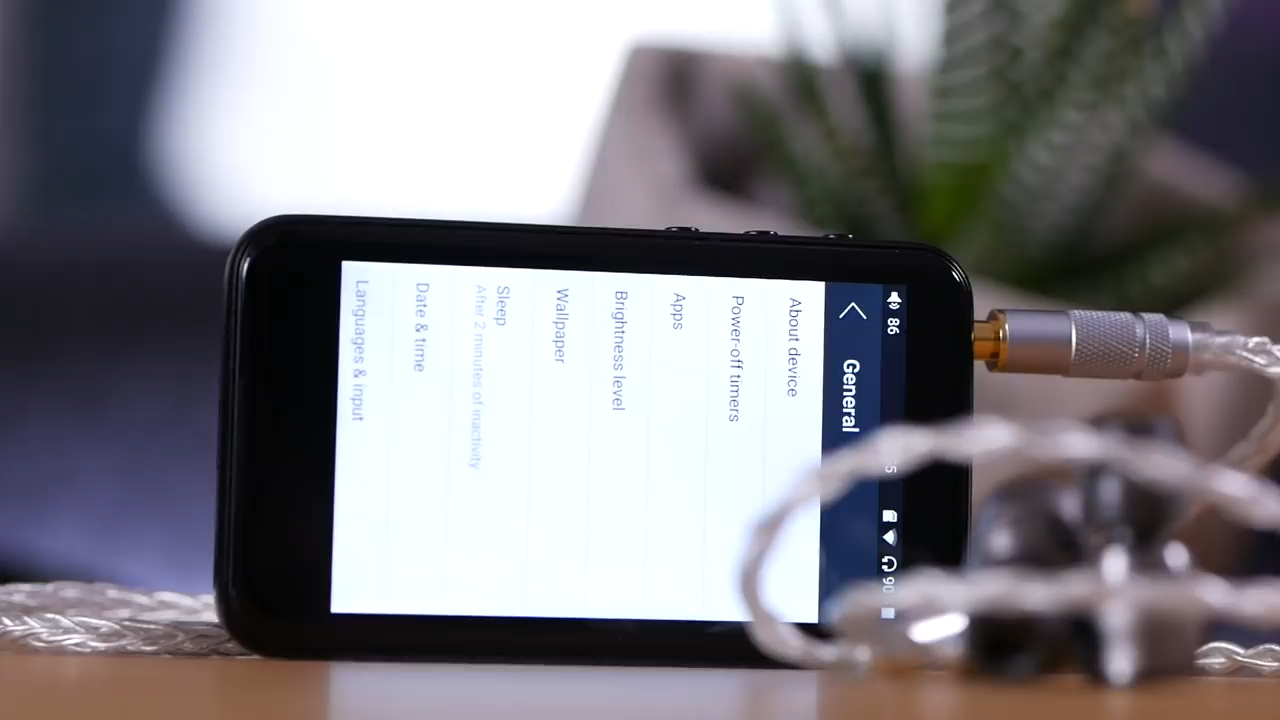 86
90
General
About device
Power-off timers
Apps
Brightness level
Wallpaper
Sleep
After 2 minutes of inactivity
Date & time
Languages & input